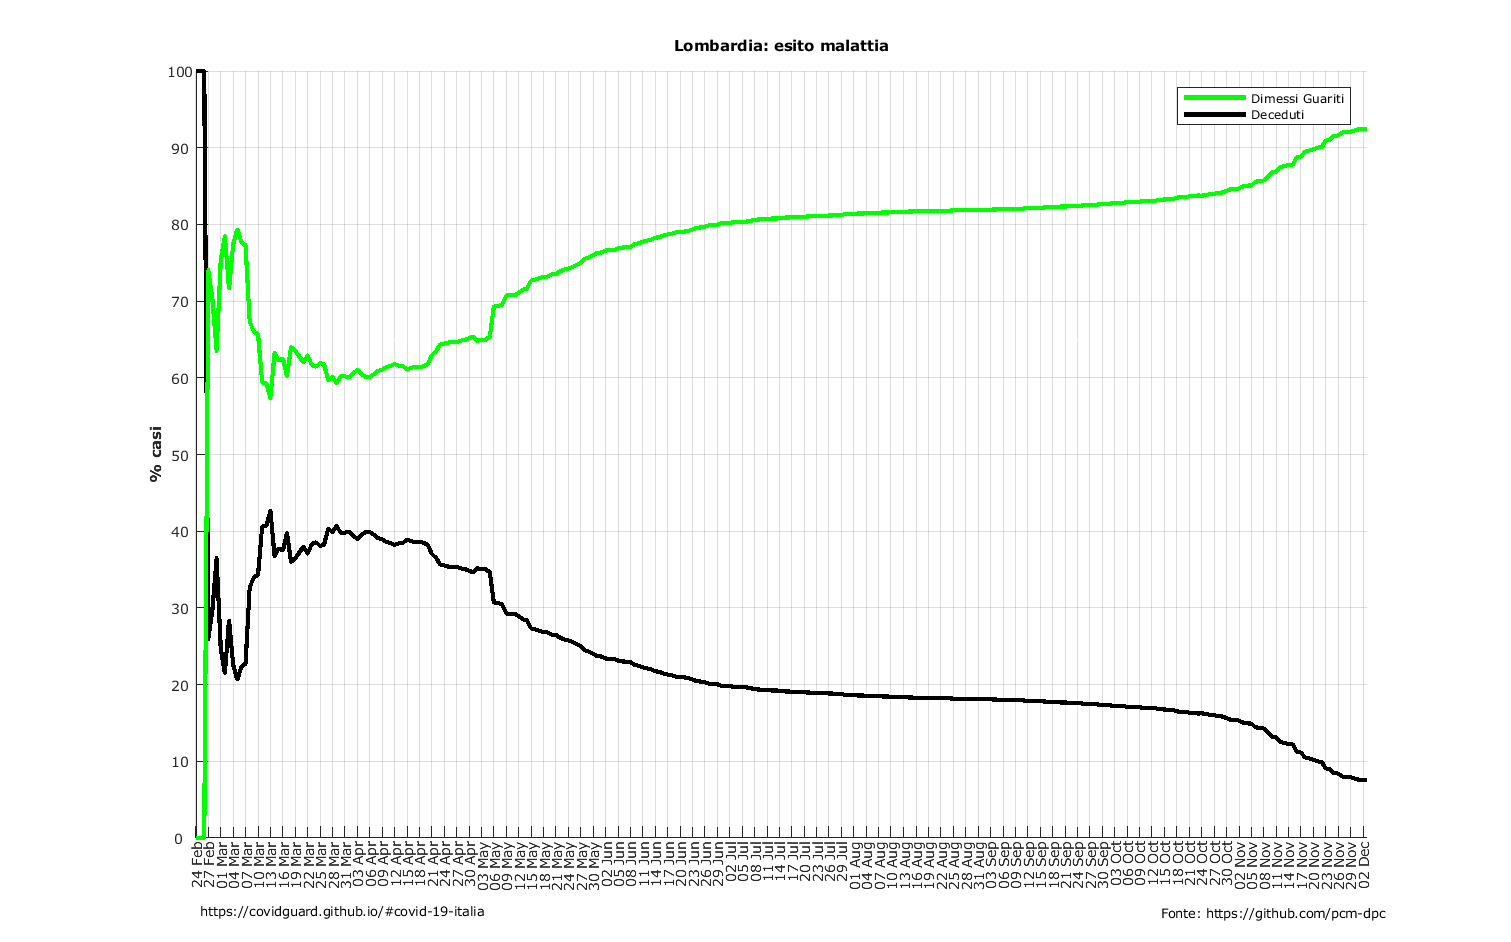 Lombardia: esito malattia
Dimessi Guariti
Deceduti
% casi
100
90
80
70
60
50
40
30
20
10
0
24 Feb
27 Feb
01 Mar
04 Mar
07 Mar
10 Mar
13 Mar
16 Mar
19 Mar
22 Mar
25 Mar
28 Mar
31 Mar
03 Apr
06 Apr
09 Apr
12 Apr
15 Apr
18 Apr
21 Apr
24 Apr
27 Apr
30 Apr
03 May
06 May
09 May
12 May
15 May
18 May
21 May
24 May
27 May
30 May
02 Jun
05 Jun
08 Jun
11 Jun
14 Jun
17 Jun
20 Jun
23 Jun
26 Jun
29 Jun
02 Jul
05 Jul
08 Jul
11 Jul
14 Jul
17 Jul
20 Jul
23 Jul
26 Jul
29 Jul
01 Aug
04 Aug
07 Aug
10 Aug
13 Aug
16 Aug
19 Aug
22 Aug
25 Aug
28 Aug
31 Aug
03 Sep
06 Sep
09 Sep
12 Sep
15 Sep
18 Sep
21 Sep
24 Sep
27 Sep
30 Sep
03 Oct
06 Oct
09 Oct
12 Oct
15 Oct
18 Oct
21 Oct
24 Oct
27 Oct
30 Oct
02 Nov
05 Nov
08 Nov
11 Nov
14 Nov
17 Nov
20 Nov
23 Nov
26 Nov
29 Nov
02 Dec
https://covidguard.github.io/#covid-19-italia
Fonte: https://github.com/pcm-dpc